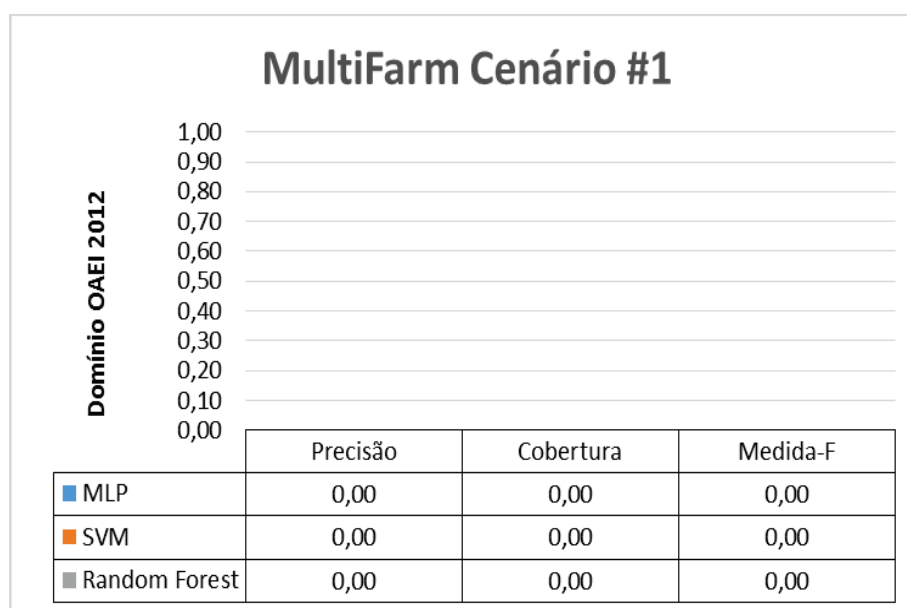 MultiFarm Cenário #1
Domínio OAEI 2012
1,00
0,90
0,80
0,70
0,60
0,50
0,40
0,30
0,20
0,10
0,00
Precisão Cobertura Medida-F
MLP 0,00 0,00 0,00
SVM 0,00 0,00 0,00
Random Forest 0,00 0,00 0,00